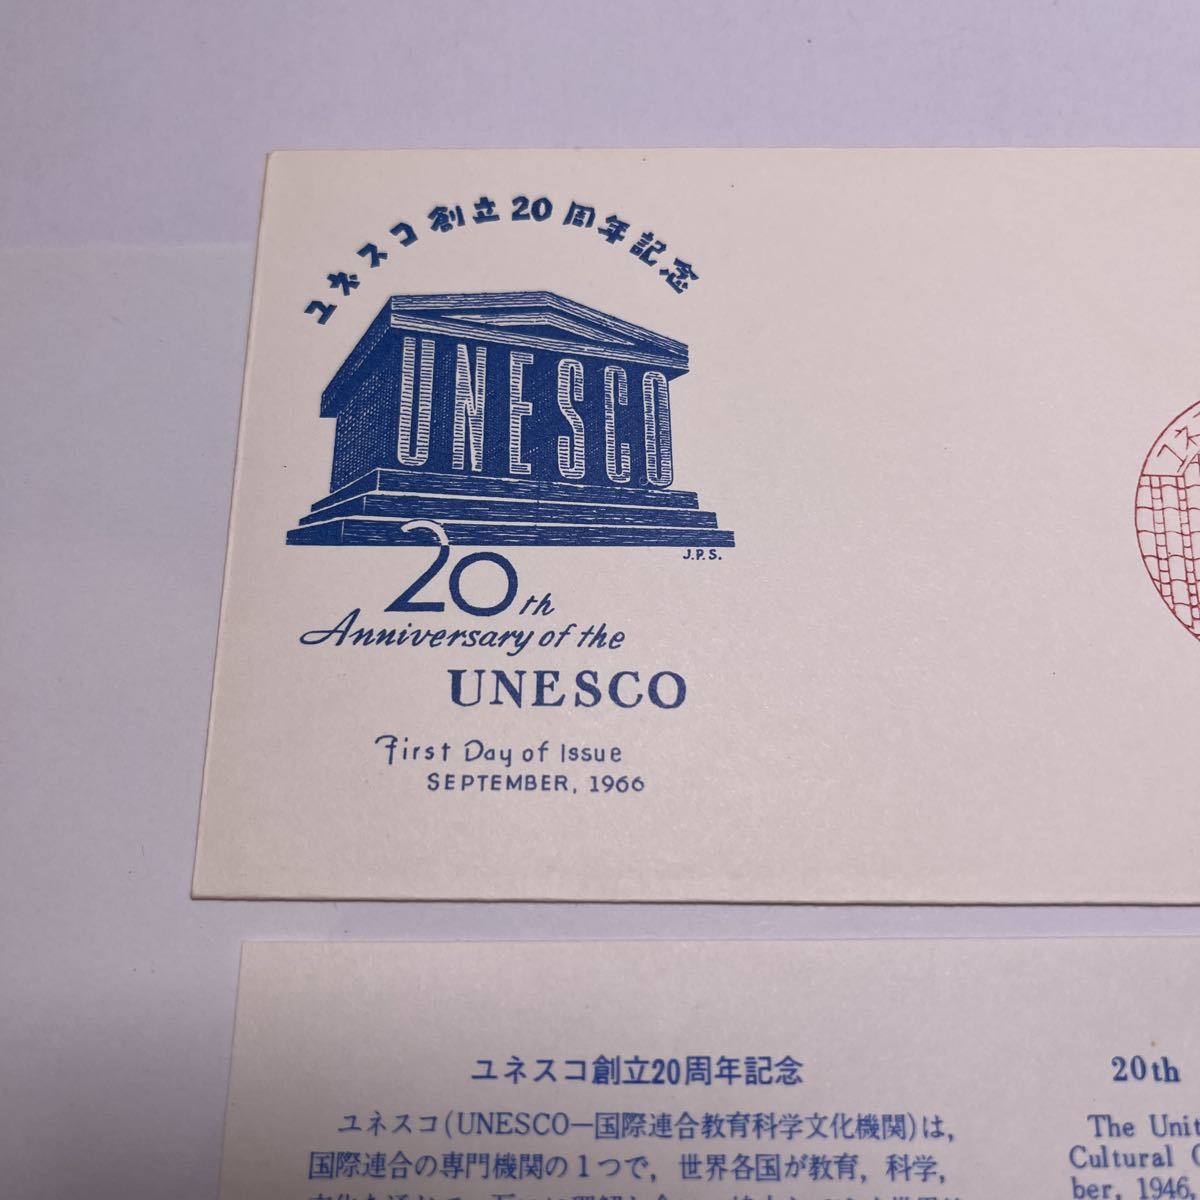 ユネスコ創立20周年記念
UNESCO
J.P.S.
20th
Anniversary of the
UNESCO
First Day of Issue
SEPTEMBER, 1966
ユネス
ユネスコ創立20周年記念
ユネスコ(UNESCO—国際連合教育科学文化機関)は,
国際連合の専門機関の1つで, 世界各国が教育, 科学,
20th
The Unit
Cultural
ber, 1946